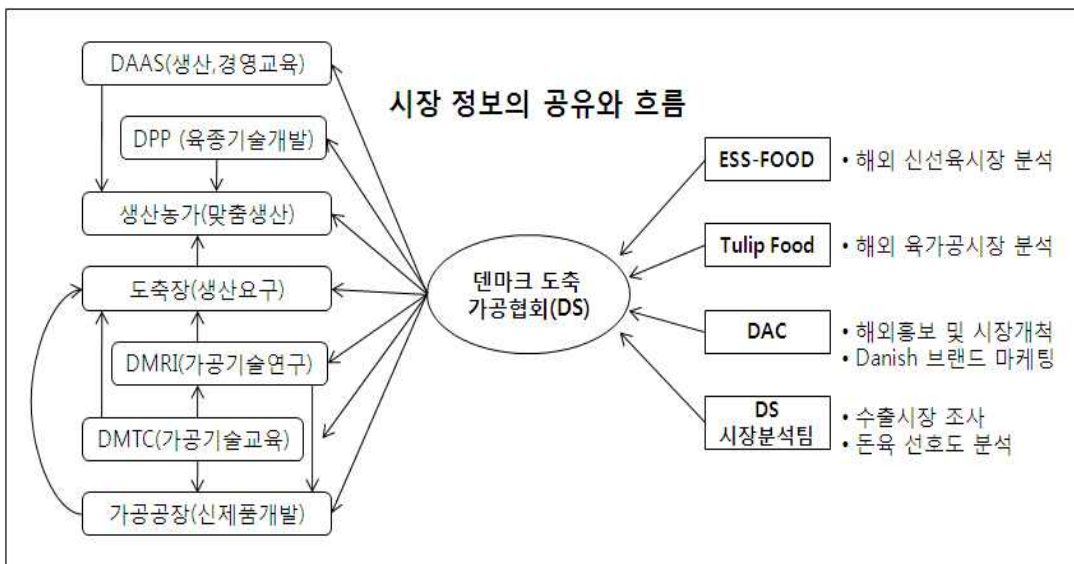 시장 정보의 공유와 흐름
DAAS(생산,경영교육)
DPP (육종기술개발)
생산농가(맞춤생산)
도축장(생산요구)
DMRI(가공기술연구)
DMTC(가공기술교육)
가공공장(신제품개발)
덴마크 도축
가공협회(DS)
ESS-FOOD
• 해외 신선육시장 분석
Tulip Food
• 해외 육가공시장 분석
DAC
• 해외홍보 및 시장개척
• Danish 브랜드 마케팅
DS
시장분석팀
• 수출시장 조사
• 돈육 선호도 분석